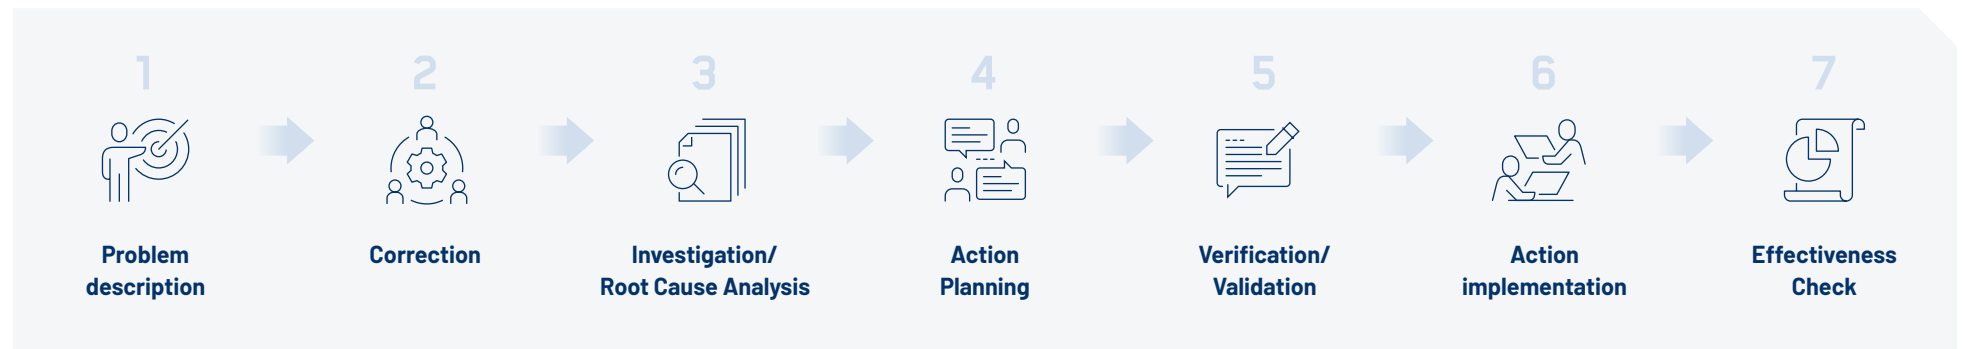 1
2
3
4
5
6
7
Problem
description
Correction
Investigation/
Root Cause Analysis
Action
Planning
Verification/
Validation
Action
implementation
Effectiveness
Check